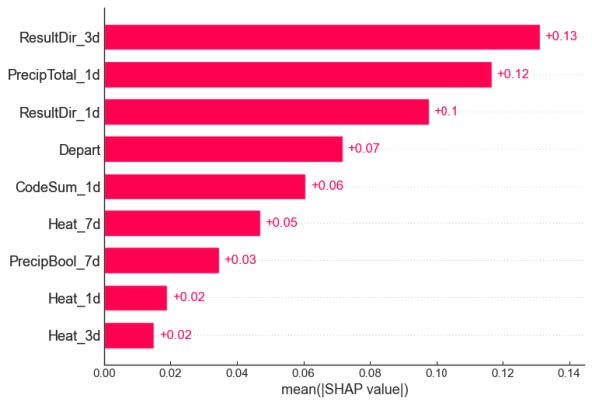 ResultDir_3d +0.13
PrecipTotal_1d +0.12
ResultDir_1d +0.1
Depart +0.07
CodeSum_1d +0.06
Heat_7d +0.05
PrecipBool_7d +0.03
Heat_1d +0.02
Heat_3d +0.02
0.00 0.02 0.04 0.06 0.08 0.10 0.12 0.14
mean(|SHAP value|)